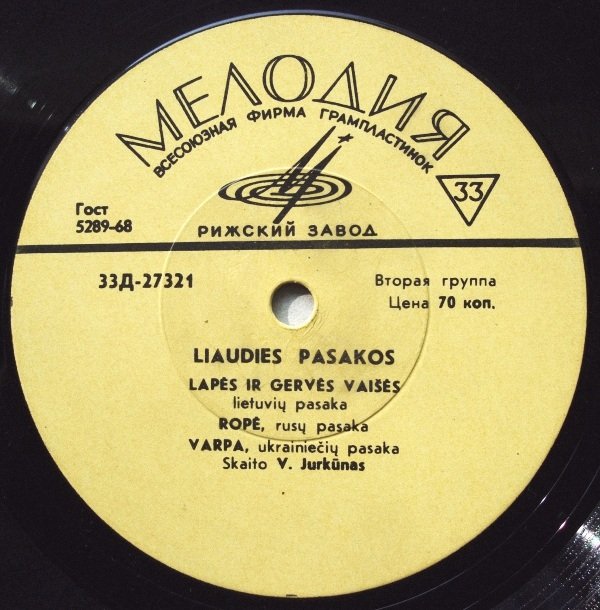 МЕЛОДИЯ
ВСЕСОЮЗНАЯ ФИРМА ГРАМПЛАСТИНОК
33
Гост
5289-68
РИЖСКИЙ ЗАВОД
33Д-27321
Вторая группа
Цена 70 коп.
LIAUDIES PASAKOS
LAPĖS IR GERVĖS VAIŠĖS
lietuvių pasaka
ROPĖ, rusų pasaka
VARPA, ukrainiečių pasaka
Skaito V. Jurkūnas